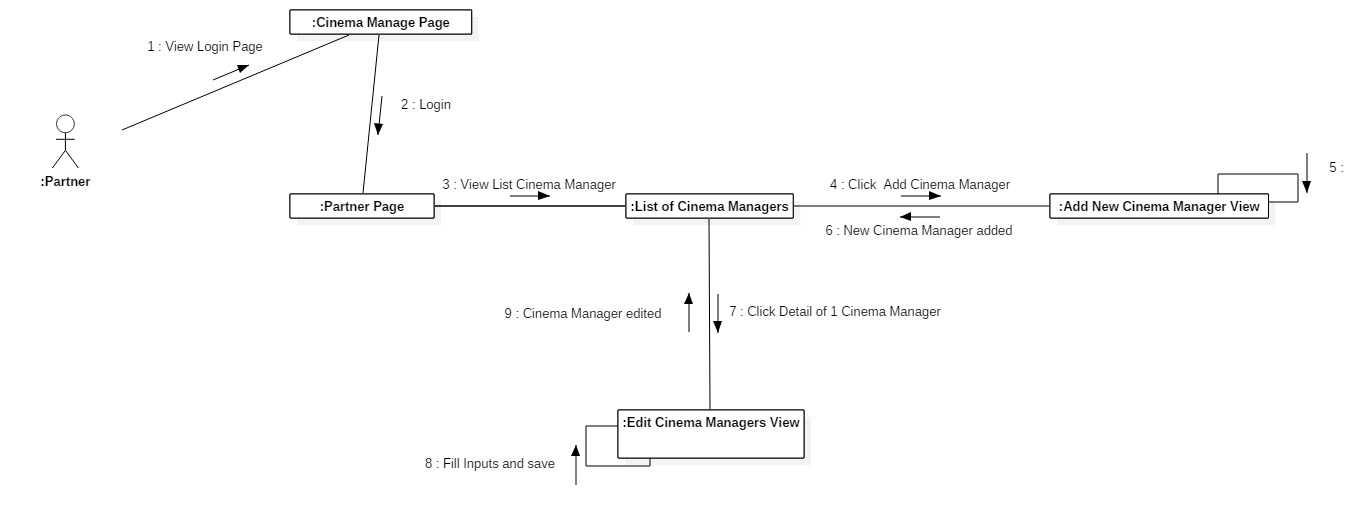 :Cinema Manage Page
1 : View Login Page
2 : Login
:Partner
5 :
3 : View List Cinema Manager
4 : Click  Add Cinema Manager
:Partner Page
:List of Cinema Managers
:Add New Cinema Manager View
6 : New Cinema Manager added
9 : Cinema Manager edited
7 : Click Detail of 1 Cinema Manager
:Edit Cinema Managers View
8 : Fill Inputs and save